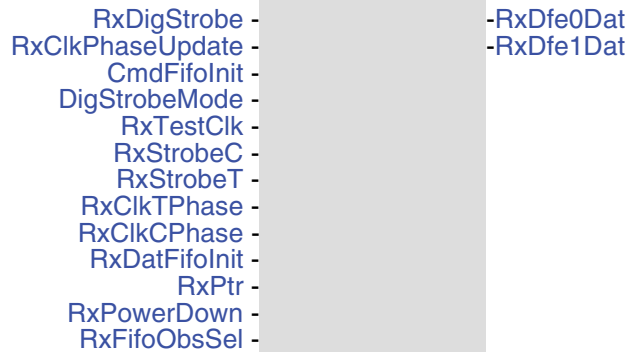 RxDigStrobe - -RxDfe0Dat
RxClkPhaseUpdate - -RxDfe1Dat
CmdFifoInit -
DigStrobeMode -
RxTestClk -
RxStrobeC -
RxStrobeT -
RxClkTPhase -
RxClkCPhase -
RxDatFifoInit -
RxPtr -
RxPowerDown -
RxFifoObsSel -